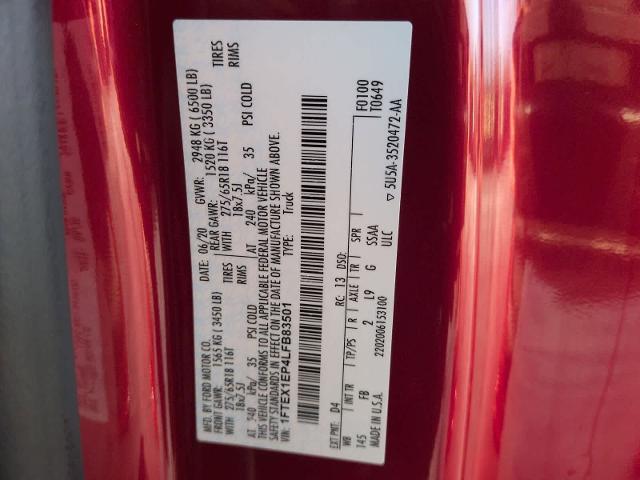 MFD. BY FORD MOTOR CO. DATE: 06/20 GVWR: 2948 KG ( 6500 LB)
FRONT GAWR: 1565 KG ( 3450 LB) REAR GAWR: 1520 KG ( 3350 LB)
WITH 275/65R18 116T TIRES WITH 275/65R18 116T TIRES
18x7.5J RIMS 18x7.5J RIMS
AT 240 kPa/ 35 PSI COLD AT 240 kPa/ 35 PSI COLD
THIS VEHICLE CONFORMS TO ALL APPLICABLE FEDERAL MOTOR VEHICLE
SAFETY STANDARDS IN EFFECT ON THE DATE OF MANUFACTURE SHOWN ABOVE.
VIN: 1FTEX1EP4LFB83501 TYPE: Truck
F0100
T0649
EXT PNT: D4 RC: 13 DSO:
WB INT TR TP/PS R AXLE TR SPR
145 FB 2 L9 G SSAA
MADE IN U.S.A. 2202006153100 ULC
▽ 5U5A-3520472-AA